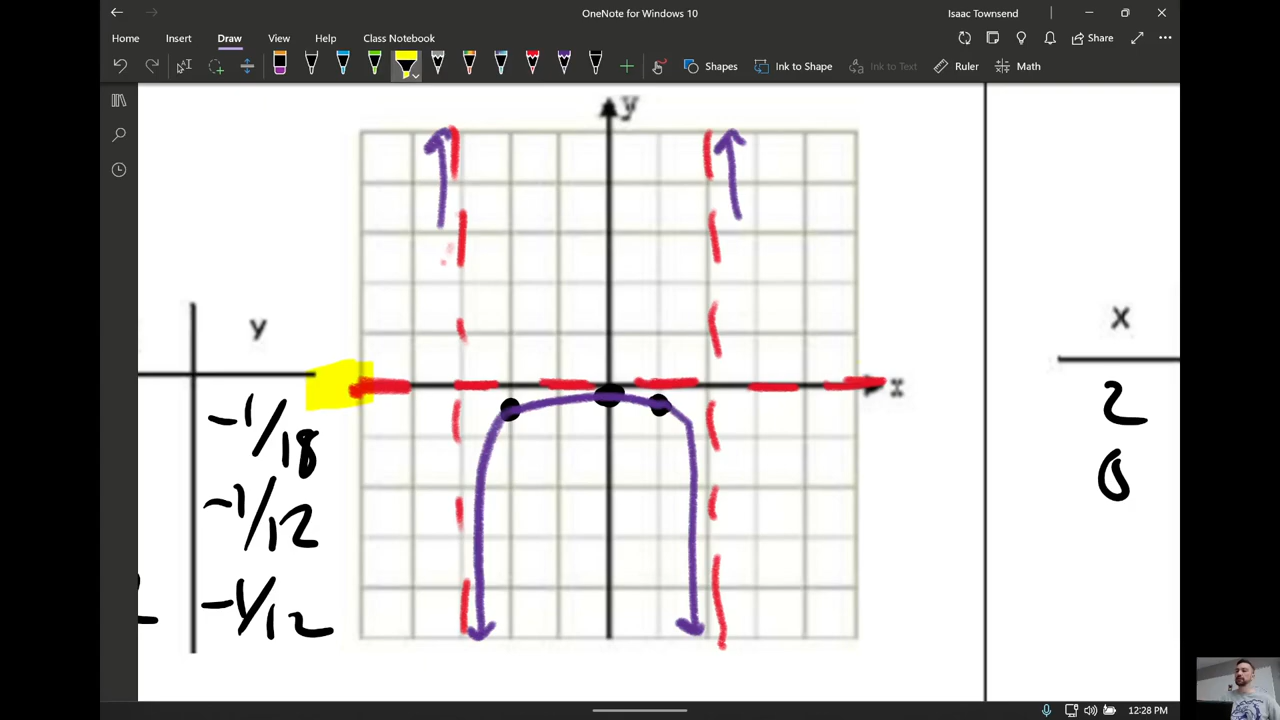 OneNote for Windows 10
Isaac Townsend
Home Insert Draw View Help Class Notebook
Share
Shapes Ink to Shape Ink to Text Ruler Math
y
y
x
X
-1/18
2
-1/12
0
-1/12
12:28 PM